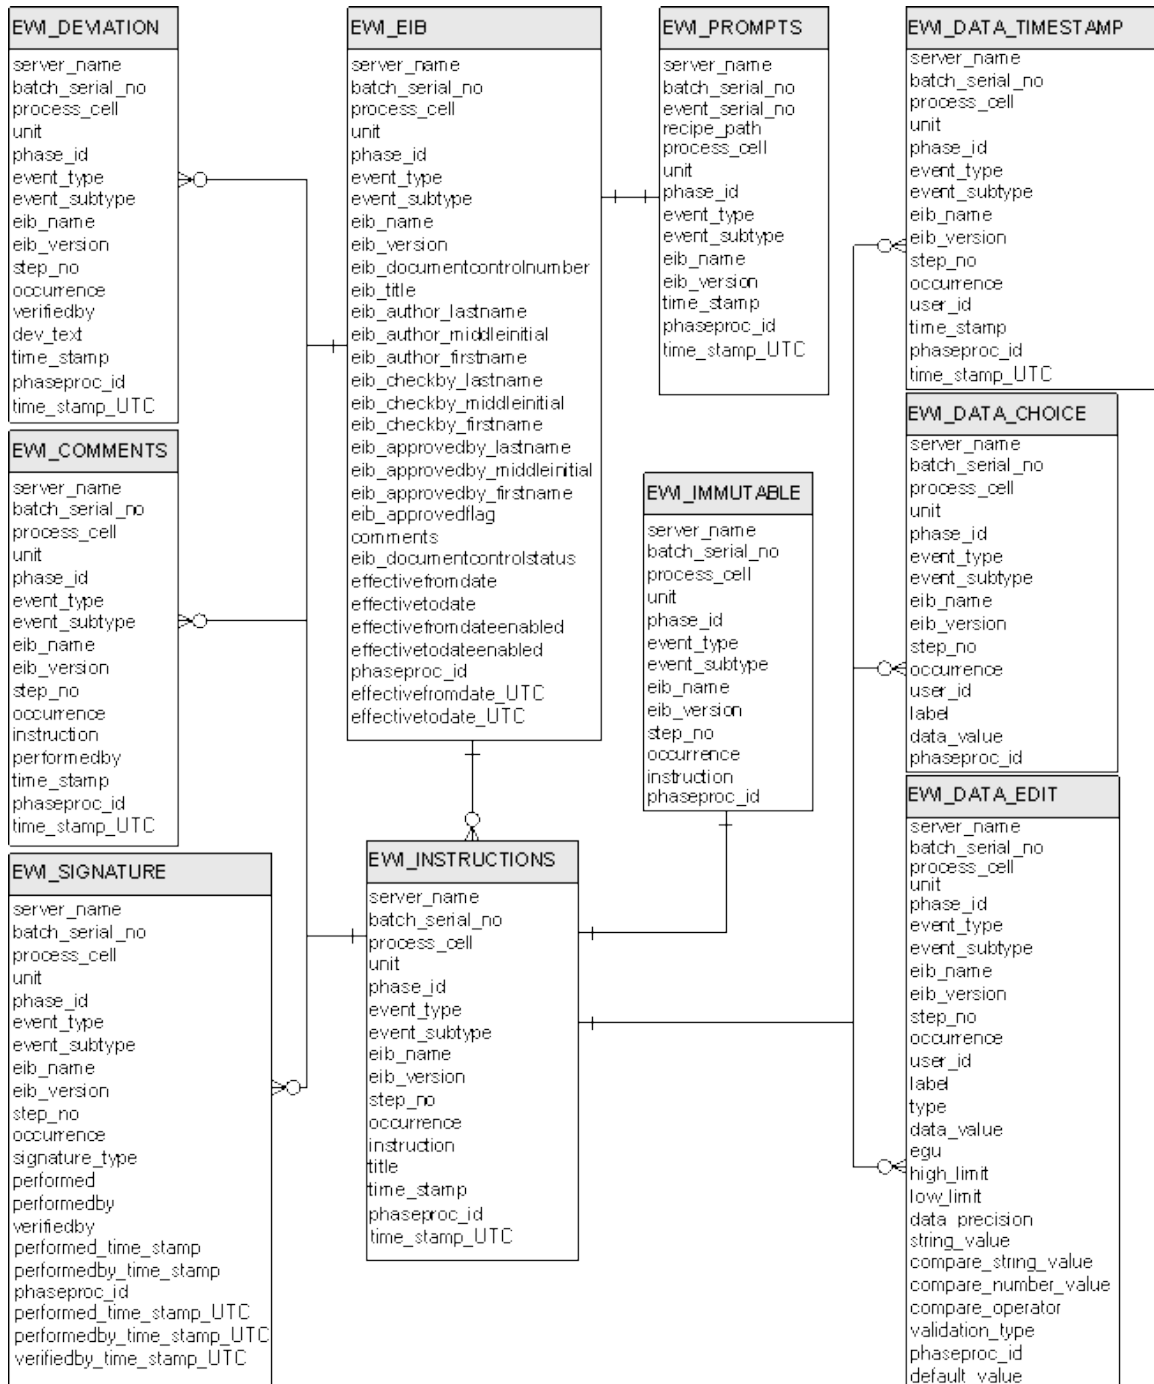 EWI_DEVIATION
server_name
batch_serial_no
process_cell
unit
phase_id
event_type
event_subtype
eib_name
eib_version
step_no
occurrence
verifiedby
dev_text
time_stamp
phaseproc_id
time_stamp_UTC
EWI_COMMENTS
server_name
batch_serial_no
process_cell
unit
phase_id
event_type
event_subtype
eib_name
eib_version
step_no
occurrence
instruction
performedby
time_stamp
phaseproc_id
time_stamp_UTC
EWI_SIGNATURE
server_name
batch_serial_no
process_cell
unit
phase_id
event_type
event_subtype
eib_name
eib_version
step_no
occurrence
signature_type
performed
performedby
verifiedby
performed_time_stamp
performedby_time_stamp
phaseproc_id
performed_time_stamp_UTC
performedby_time_stamp_UTC
verifiedby_time_stamp_UTC
EWI_EIB
server_name
batch_serial_no
process_cell
unit
phase_id
event_type
event_subtype
eib_name
eib_version
eib_documentcontrolnumber
eib_title
eib_author_lastname
eib_author_middleinitial
eib_author_firstname
eib_checkby_lastname
eib_checkby_middleinitial
eib_checkby_firstname
eib_approvedby_lastname
eib_approvedby_middleinitial
eib_approvedby_firstname
eib_approvedflag
comments
eib_documentcontrolstatus
effectivefromdate
effectivetodate
effectivefromdateenabled
effectivetodateenabled
phaseproc_id
effectivefromdate_UTC
effectivetodate_UTC
EWI_INSTRUCTIONS
server_name
batch_serial_no
process_cell
unit
phase_id
event_type
event_subtype
eib_name
eib_version
step_no
occurrence
instruction
title
time_stamp
phaseproc_id
time_stamp_UTC
EWI_PROMPTS
server_name
batch_serial_no
event_serial_no
recipe_path
process_cell
unit
phase_id
event_type
event_subtype
eib_name
eib_version
time_stamp
phaseproc_id
time_stamp_UTC
EWI_IMMUTABLE
server_name
batch_serial_no
process_cell
unit
phase_id
event_type
event_subtype
eib_name
eib_version
step_no
occurrence
instruction
phaseproc_id
EWI_DATA_TIMESTAMP
server_name
batch_serial_no
process_cell
unit
phase_id
event_type
event_subtype
eib_name
eib_version
step_no
occurrence
user_id
time_stamp
phaseproc_id
time_stamp_UTC
EWI_DATA_CHOICE
server_name
batch_serial_no
process_cell
unit
phase_id
event_type
event_subtype
eib_name
eib_version
step_no
occurrence
user_id
label
data_value
phaseproc_id
EWI_DATA_EDIT
server_name
batch_serial_no
process_cell
unit
phase_id
event_type
event_subtype
eib_name
eib_version
step_no
occurrence
user_id
label
type
data_value
egu
high_limit
low_limit
data_precision
string_value
compare_string_value
compare_number_value
compare_operator
validation_type
phaseproc_id
default_value